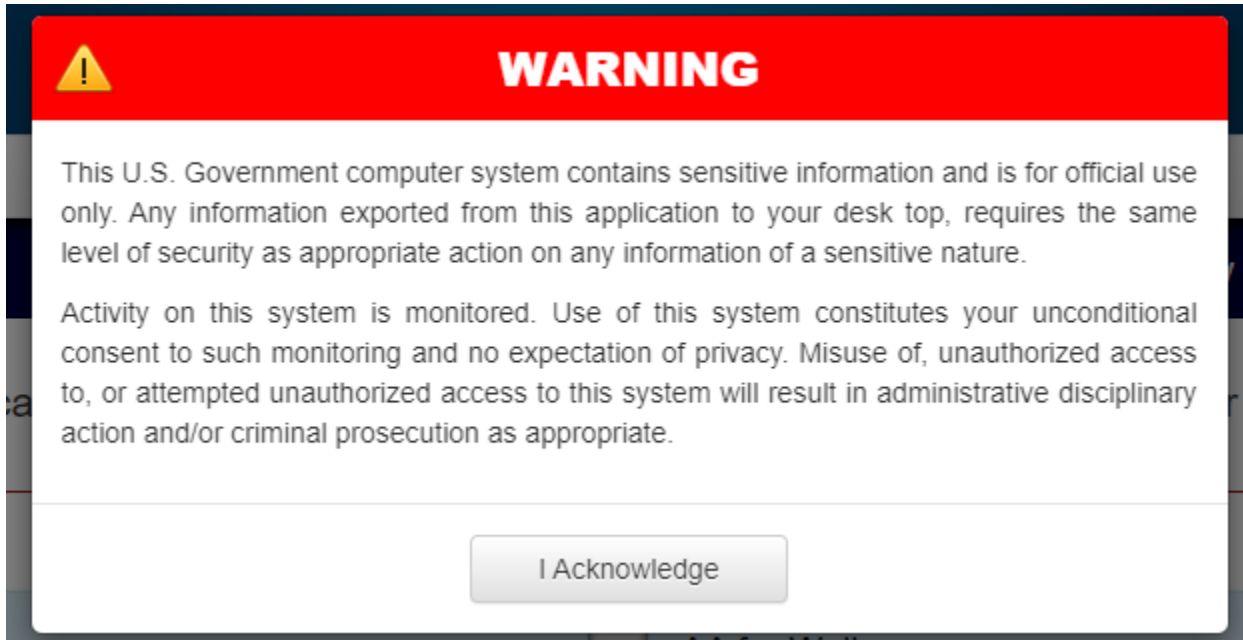 WARNING
This U.S. Government computer system contains sensitive information and is for official use
only. Any information exported from this application to your desk top, requires the same
level of security as appropriate action on any information of a sensitive nature.
Activity on this system is monitored. Use of this system constitutes your unconditional
consent to such monitoring and no expectation of privacy. Misuse of, unauthorized access
to, or attempted unauthorized access to this system will result in administrative disciplinary
action and/or criminal prosecution as appropriate.
I Acknowledge